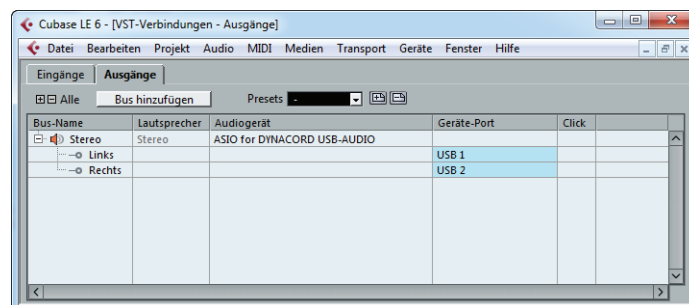 Cubase LE 6 - [VST-Verbindungen - Ausgänge]
Datei Bearbeiten Projekt Audio MIDI Medien Transport Geräte Fenster Hilfe
Eingänge Ausgänge
Alle Bus hinzufügen Presets -
Bus-Name Lautsprecher Audiogerät Geräte-Port Click
Stereo Stereo ASIO for DYNACORD USB-AUDIO
Links USB 1
Rechts USB 2